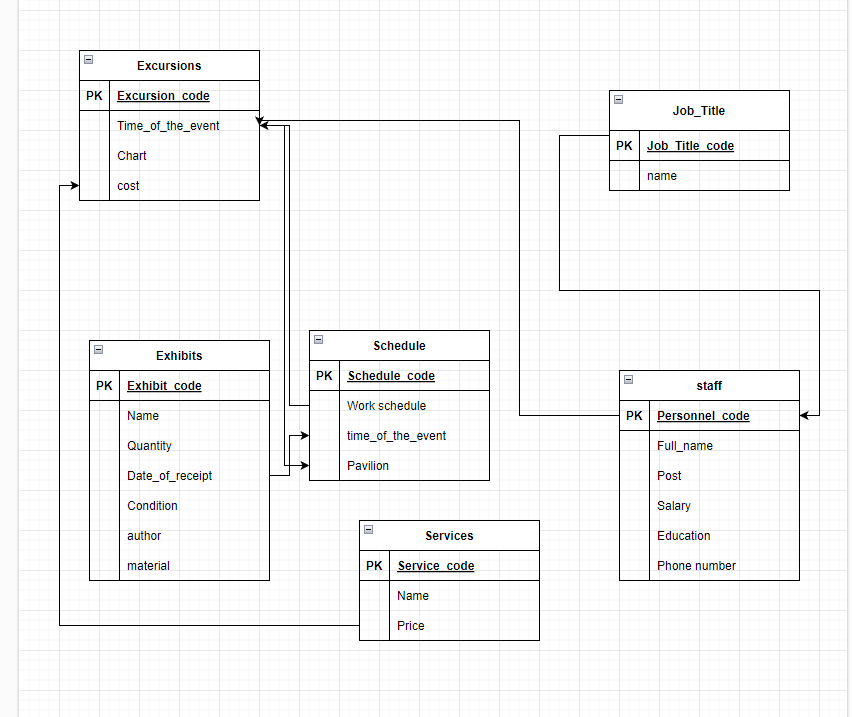 Excursions
PK Excursion_code
Time_of_the_event
Chart
cost
Job_Title
PK Job_Title_code
name
Exhibits
PK Exhibit_code
Name
Quantity
Date_of_receipt
Condition
author
material
Schedule
PK Schedule_code
Work schedule
time_of_the_event
Pavilion
staff
PK Personnel_code
Full_name
Post
Salary
Education
Phone number
Services
PK Service_code
Name
Price